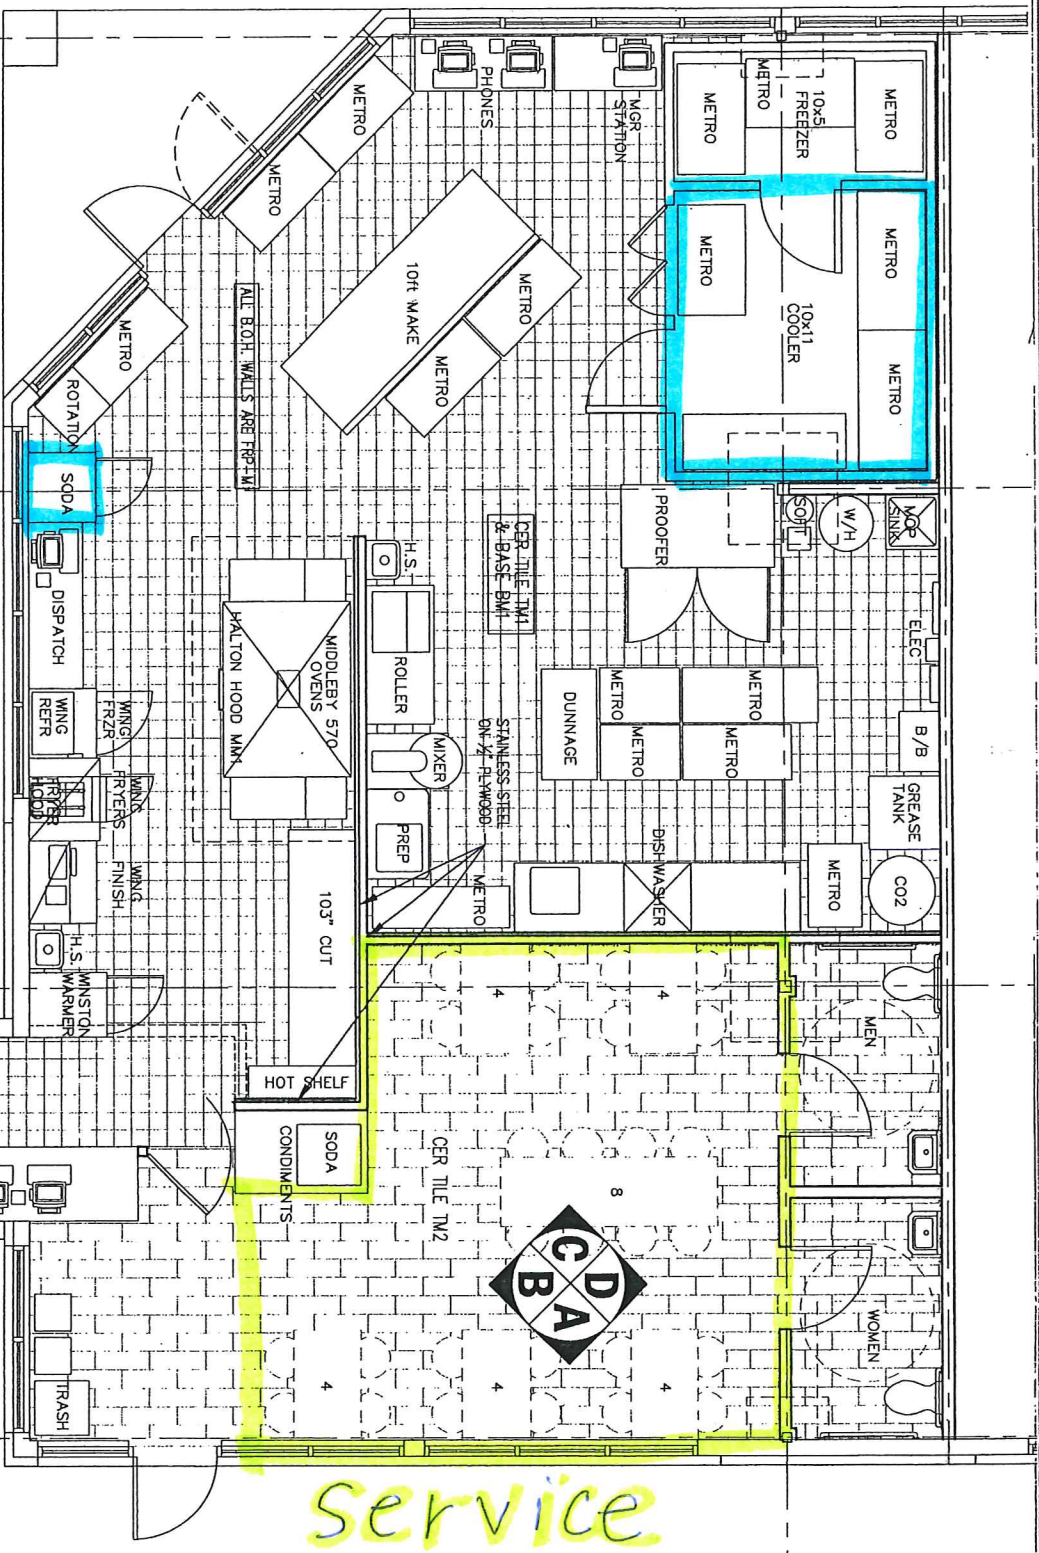 METRO
METRO
10x5
FREEZER
METRO
METRO
10x11
COOLER
METRO
METRO
METRO
PHONES
MGR
STATION
METRO
METRO
10ft MAKE
METRO
METRO
METRO
ROTATION
SODA
ALL B.O.H. WALLS ARE FRP-M1
CER TILE TM1
& BASE BM1
PROOFER
SOFT
W/H
MOP
SINK
ELEC
B/B
GREASE
TANK
CO2
METRO
H.S.
ROLLER
MIXER
PREP
METRO
STAINLESS STEEL
ON ½" PLYWOOD
DUNNAGE
METRO
METRO
METRO
METRO
DISHWASHER
MIDDLEBY 570
OVENS
HALTON HOOD MM1
DISPATCH
WING
REFR
WING
FRZR
WING
FRYERS
FRYER
HOOD
WING
FINISH
H.S.
WINSTON
WARMER
103" CUT
HOT SHELF
SODA
CONDIMENTS
CER TILE TM2
4
4
8
4
4
4
D
C
A
B
MEN
WOMEN
TRASH
Service